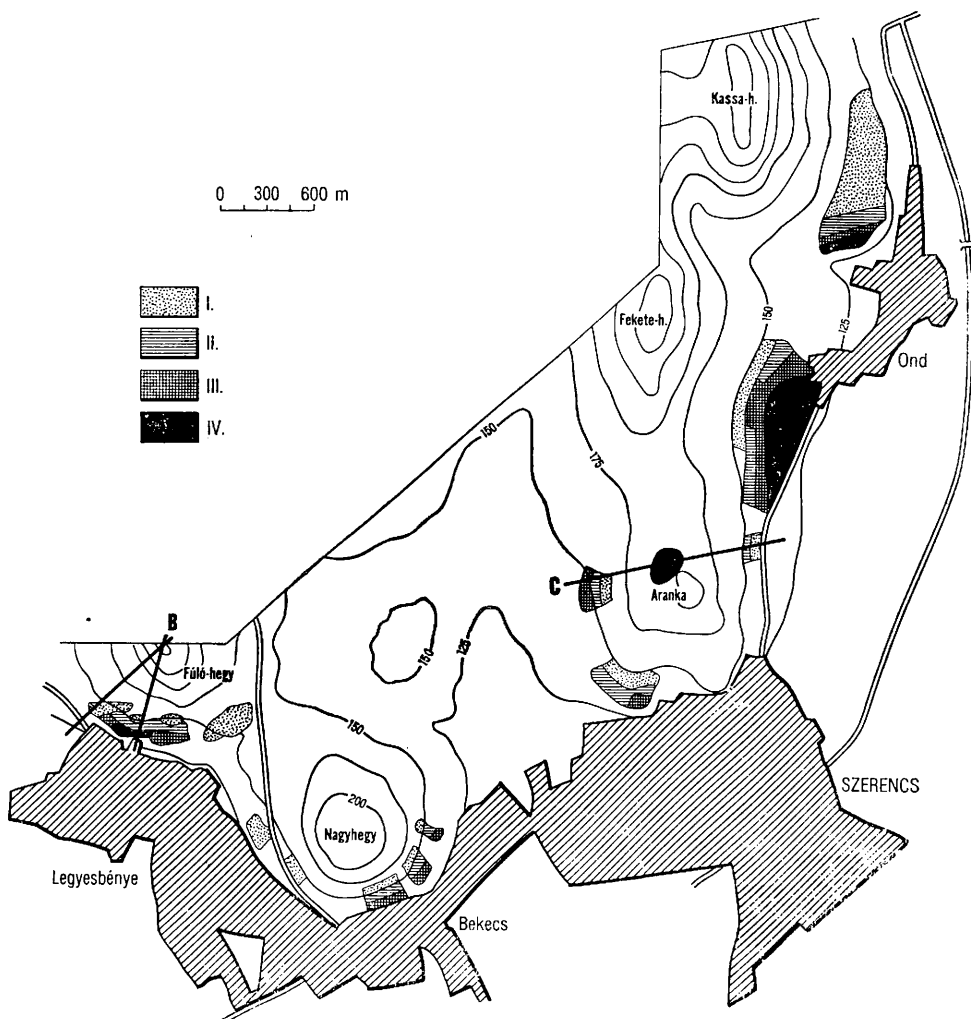 Kassa-h.
0 300 600 m
I.
II.
III.
IV.
Fekete-h.
150
125
Ond
150
175
C
Aranka
B
Fúló-hegy
150
125
150
200
Nagyhegy
SZERENCS
Legyesbénye
Bekecs